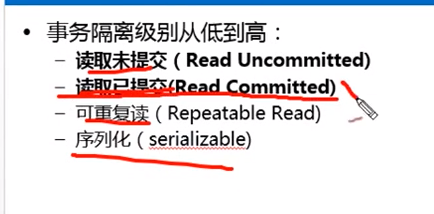 • 事务隔离级别从低到高：
– 读取未提交（Read Uncommitted)
– 读取已提交(Read Committed)
– 可重复读（Repeatable Read)
– 序列化（serializable)